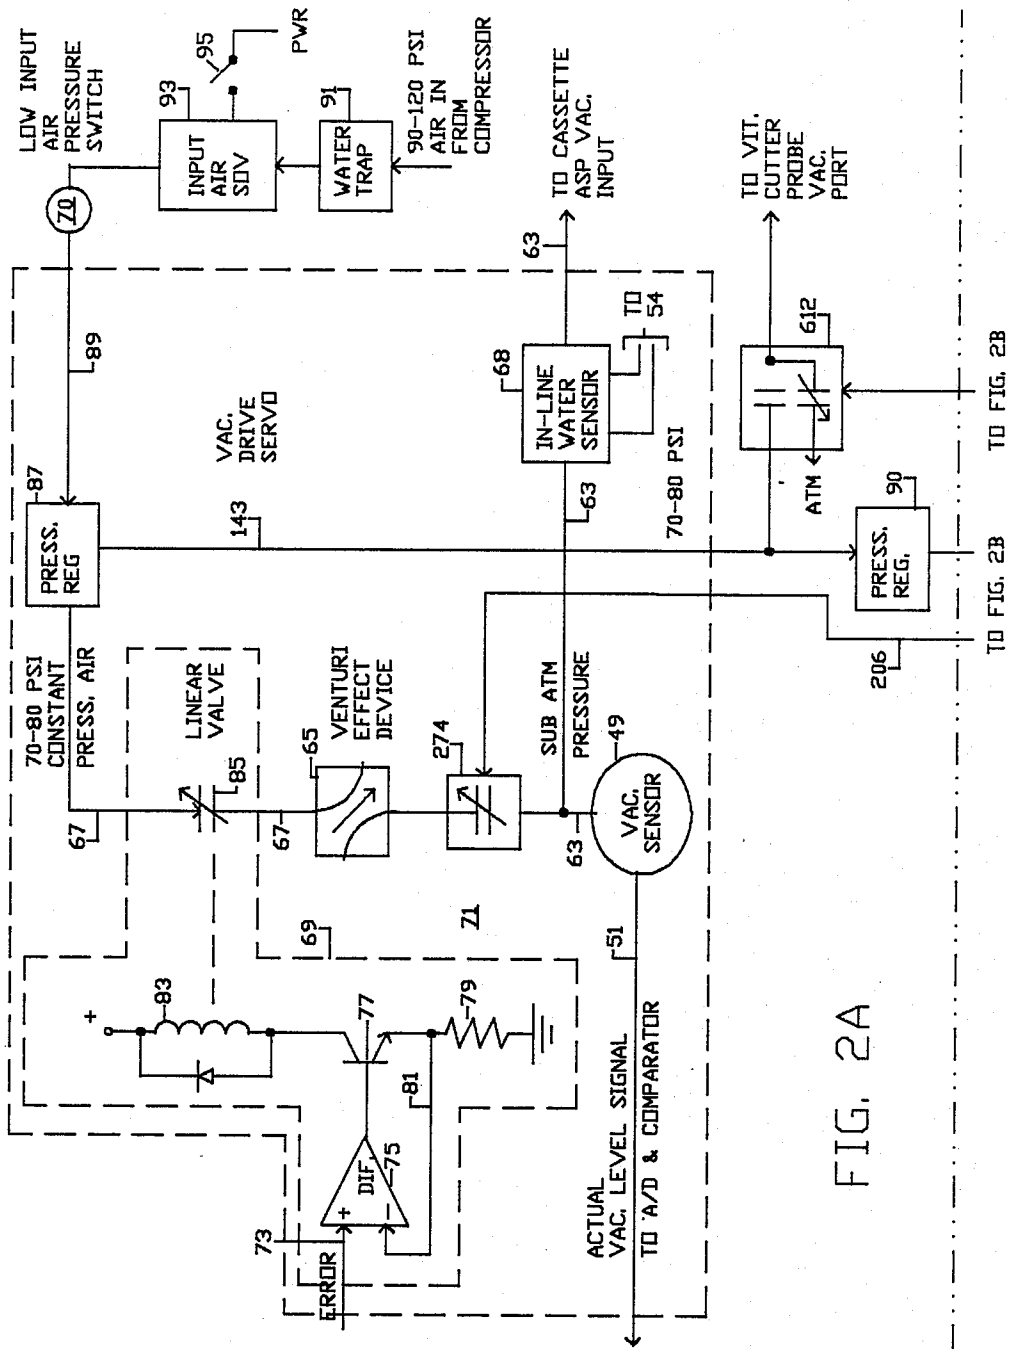 LOW INPUT
AIR
PRESSURE
SWITCH
70
93
INPUT
AIR
SOV
95
PWR
91
WATER
TRAP
90-120 PSI
AIR IN
FROM
COMPRESSOR
89
87
PRESS.
REG
VAC.
DRIVE
SERVO
143
70-80 PSI
CONSTANT
PRESS. AIR
67
LINEAR
VALVE
85
67
65
VENTURI
EFFECT
DEVICE
274
SUB ATM
PRESSURE
63
49
VAC.
SENSOR
63
68
IN-LINE
WATER
SENSOR
TO
54
63
TO CASSETTE
ASP VAC.
INPUT
70-80 PSI
TO VIT.
CUTTER
PROBE
VAC.
PORT
612
ATM
90
PRESS.
REG.
206
TO FIG. 2B
TO FIG. 2B
+
83
77
79
81
69
71
DIF.
75
+
-
73
ERROR
51
ACTUAL
VAC. LEVEL SIGNAL
TO A/D & COMPARATOR
FIG. 2A